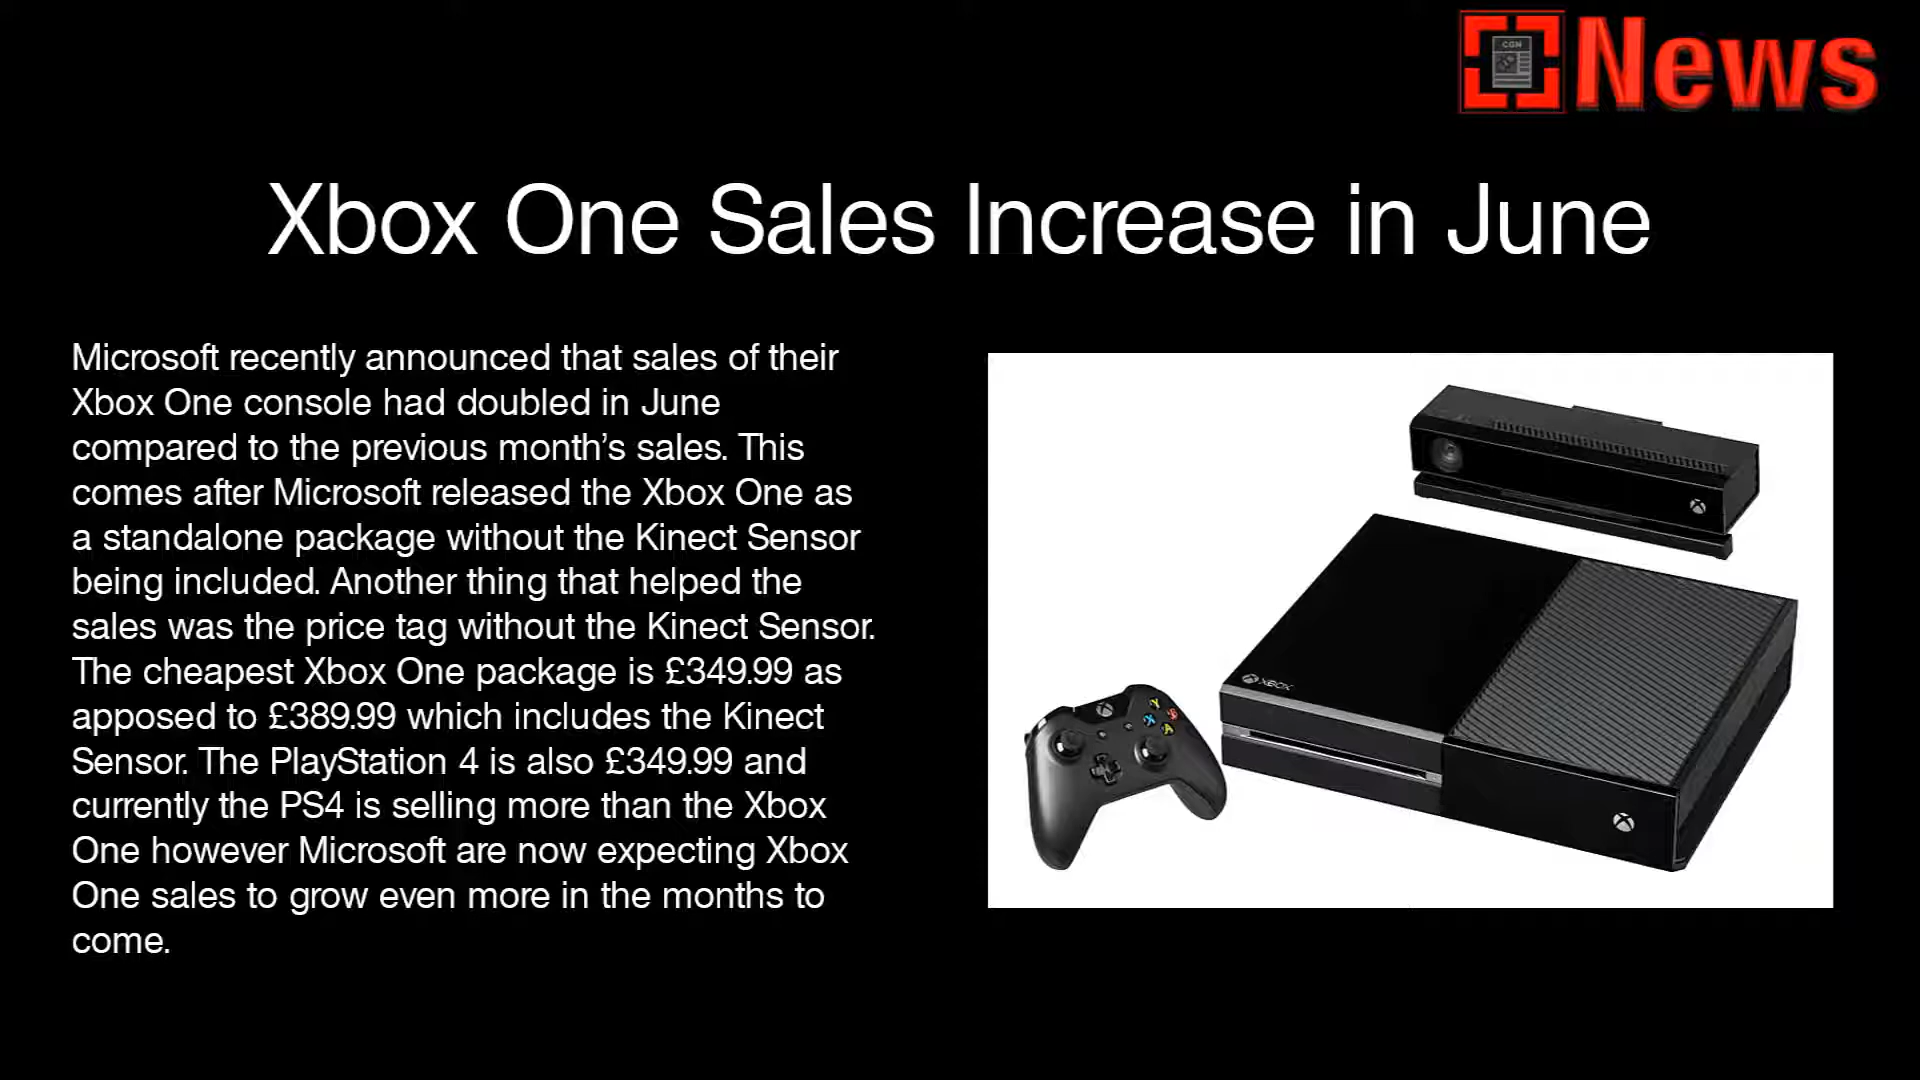 CGN
News
Xbox One Sales Increase in June
Microsoft recently announced that sales of their
Xbox One console had doubled in June
compared to the previous month’s sales. This
comes after Microsoft released the Xbox One as
a standalone package without the Kinect Sensor
being included. Another thing that helped the
sales was the price tag without the Kinect Sensor.
The cheapest Xbox One package is £349.99 as
apposed to £389.99 which includes the Kinect
Sensor. The PlayStation 4 is also £349.99 and
currently the PS4 is selling more than the Xbox
One however Microsoft are now expecting Xbox
One sales to grow even more in the months to
come.
XBOX
Y
X
B
A